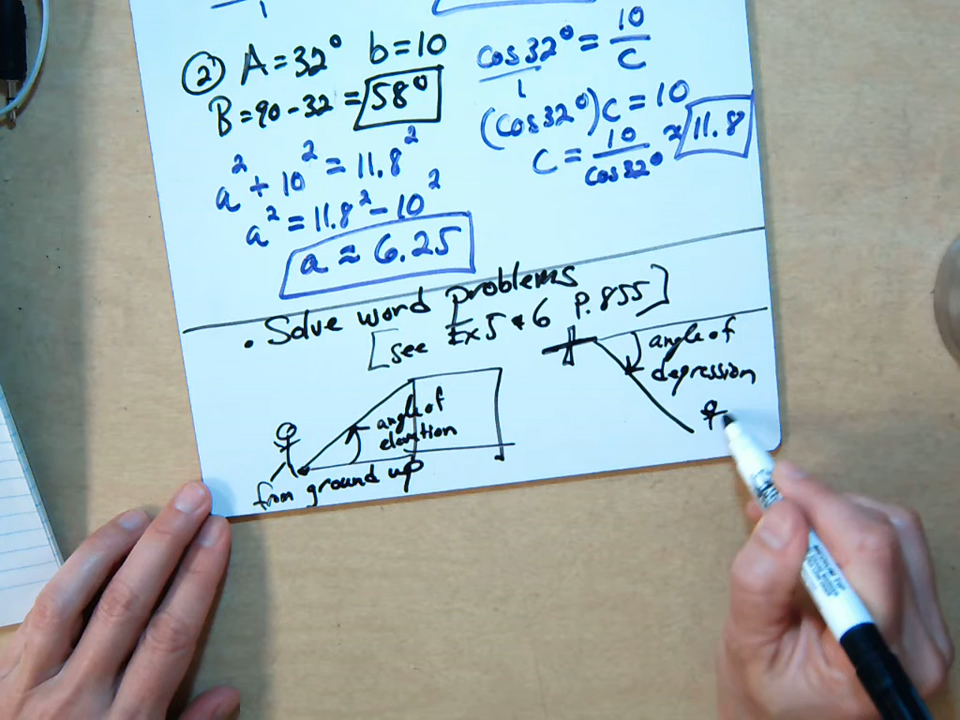 1
② A = 32° b = 10
B = 90 - 32 = 58°
a² + 10² = 11.8²
a² = 11.8² - 10²
a ≈ 6.25
cos 32° = 10
1 C
(cos 32°) C = 10
C = 10 ≈ 11.8
cos 32°
• Solve word problems
[see Ex 5 & 6 P. 855]
angle of
elevation
from ground up
angle of
depression